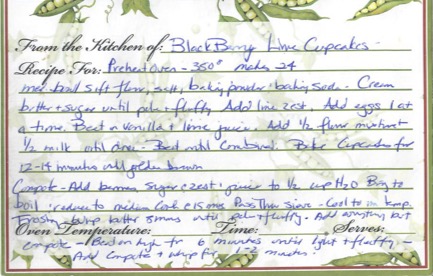 From the Kitchen of: BlackBerry Lime Cupcakes -
Recipe For: Preheat oven - 350° makes 24
med. bowl sift flour, salt, baking powder + baking soda. Cream
butter + sugar until pale + fluffy Add lime zest. Add eggs 1 at
a time. Beat in vanilla + lime juice. Add 1/2 flour mixture
1/2 milk until done - Beat until combined. Bake Cupcakes for
12-14 minutes until golden brown
Compote - Add berries sugar zest + juice to 1/2 cup H2O Bring to
boil reduce to medium Cook 15 mins Pass Thru sieve - Cool to rm temp.
Frosting - whip butter 8 mins until pale + fluffy. Add everything but
Oven Temperature: Time: Serves:
compote - Beat on high for 6 minutes until light + fluffy -
Add Compote + whip for 1-2 minutes!